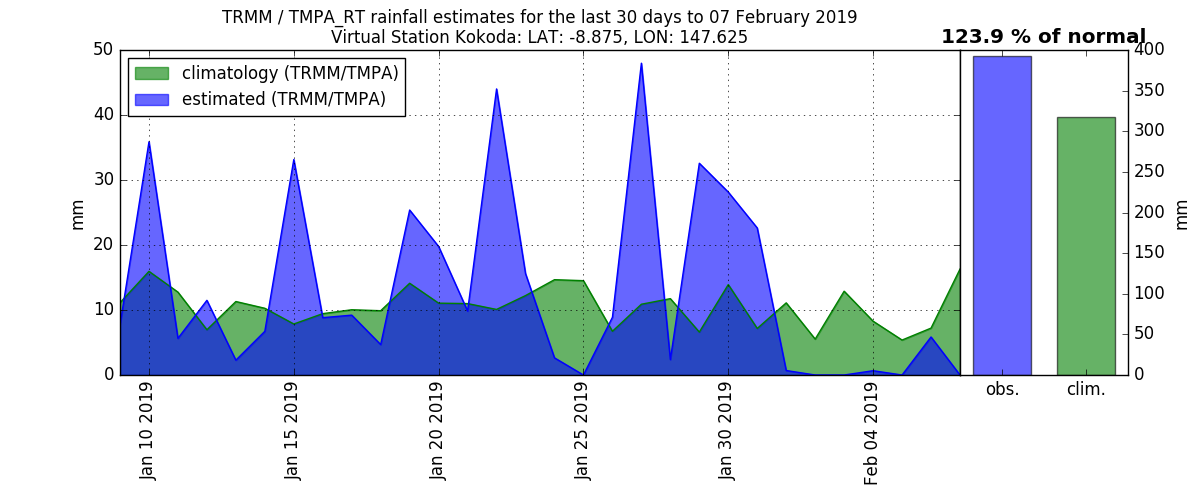 TRMM / TMPA_RT rainfall estimates for the last 30 days to 07 February 2019
Virtual Station Kokoda: LAT: -8.875, LON: 147.625
123.9 % of normal
climatology (TRMM/TMPA)
estimated (TRMM/TMPA)
50
40
30
20
10
0
mm
Jan 10 2019
Jan 15 2019
Jan 20 2019
Jan 25 2019
Jan 30 2019
Feb 04 2019
obs.
clim.
400
350
300
250
200
150
100
50
0
mm